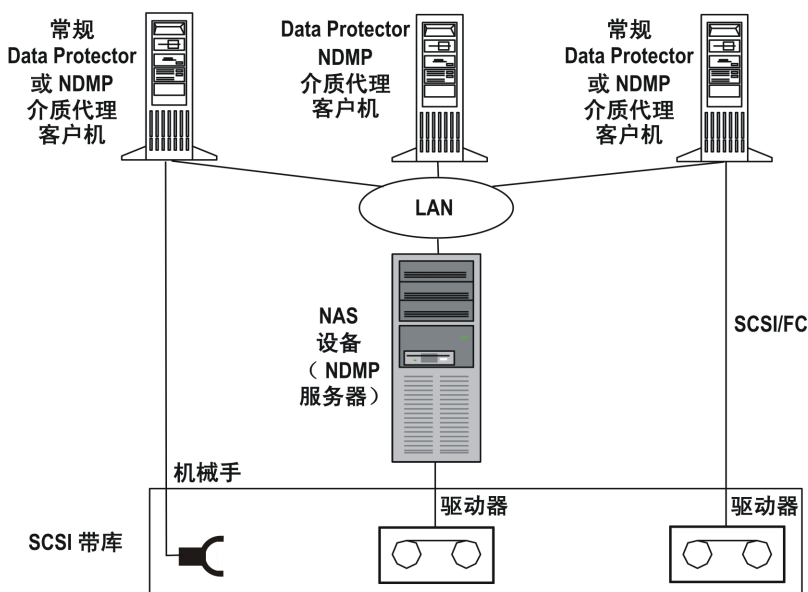 常规
Data Protector
或 NDMP
介质代理
客户机
Data Protector
NDMP
介质代理
客户机
常规
Data Protector
或 NDMP
介质代理
客户机
LAN
NAS
设备
（ NDMP
服务器）
SCSI/FC
机械手
驱动器
驱动器
SCSI 带库